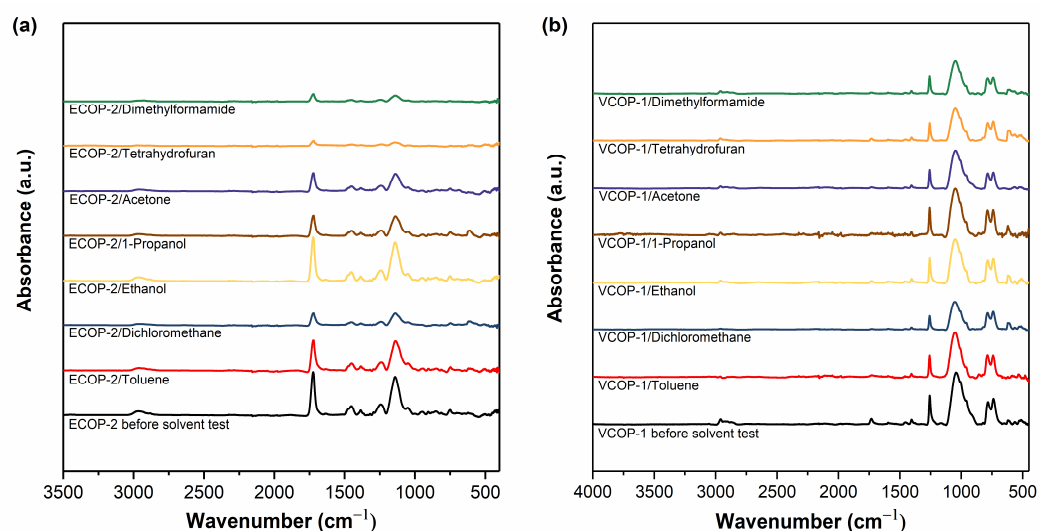 (a)
Absorbance (a.u.)
ECOP-2/Dimethylformamide
ECOP-2/Tetrahydrofuran
ECOP-2/Acetone
ECOP-2/1-Propanol
ECOP-2/Ethanol
ECOP-2/Dichloromethane
ECOP-2/Toluene
ECOP-2 before solvent test
3500 3000 2500 2000 1500 1000 500
Wavenumber (cm⁻¹)
(b)
Absorbance (a.u.)
VCOP-1/Dimethylformamide
VCOP-1/Tetrahydrofuran
VCOP-1/Acetone
VCOP-1/1-Propanol
VCOP-1/Ethanol
VCOP-1/Dichloromethane
VCOP-1/Toluene
VCOP-1 before solvent test
4000 3500 3000 2500 2000 1500 1000 500
Wavenumber (cm⁻¹)